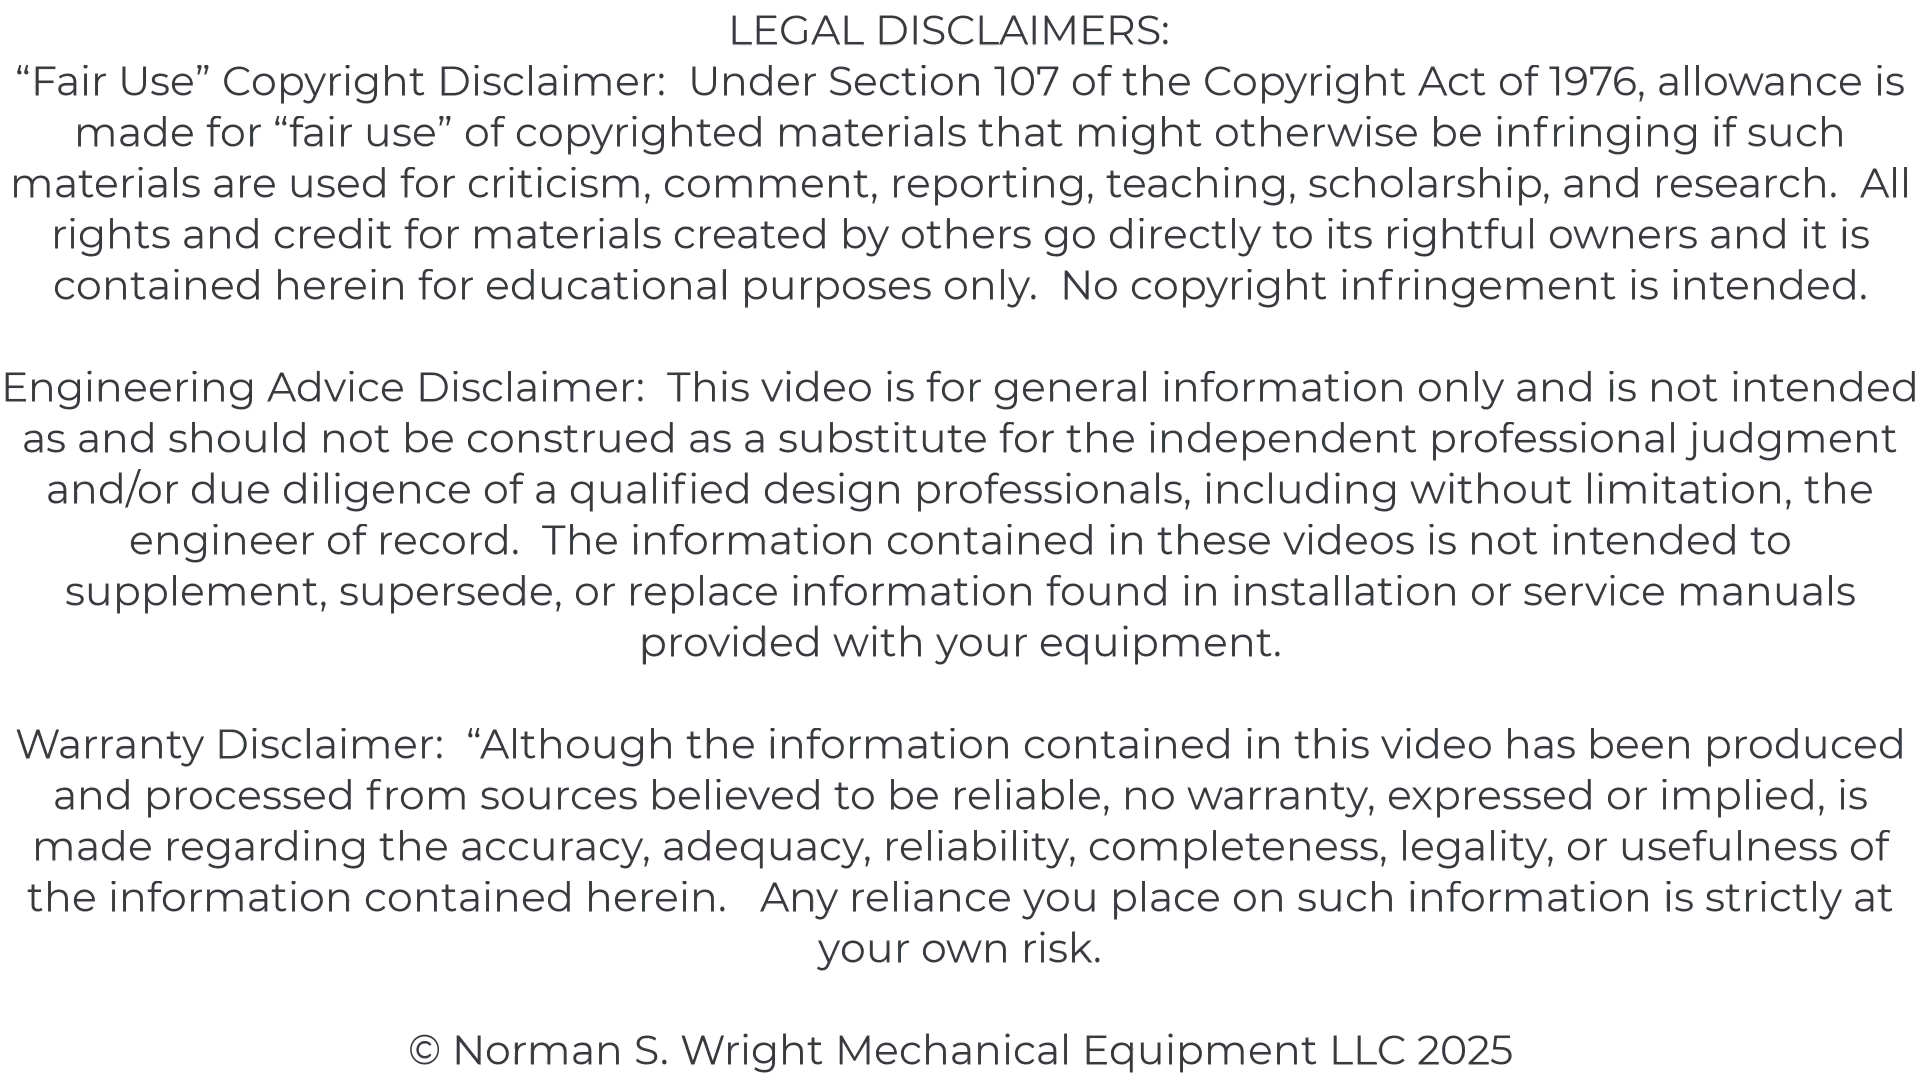 LEGAL DISCLAIMERS:
“Fair Use” Copyright Disclaimer:  Under Section 107 of the Copyright Act of 1976, allowance is
made for “fair use” of copyrighted materials that might otherwise be infringing if such
materials are used for criticism, comment, reporting, teaching, scholarship, and research.  All
rights and credit for materials created by others go directly to its rightful owners and it is
contained herein for educational purposes only.  No copyright infringement is intended.
Engineering Advice Disclaimer:  This video is for general information only and is not intended
as and should not be construed as a substitute for the independent professional judgment
and/or due diligence of a qualified design professionals, including without limitation, the
engineer of record.  The information contained in these videos is not intended to
supplement, supersede, or replace information found in installation or service manuals
provided with your equipment.
Warranty Disclaimer:  “Although the information contained in this video has been produced
and processed from sources believed to be reliable, no warranty, expressed or implied, is
made regarding the accuracy, adequacy, reliability, completeness, legality, or usefulness of
the information contained herein.   Any reliance you place on such information is strictly at
your own risk.
© Norman S. Wright Mechanical Equipment LLC 2025